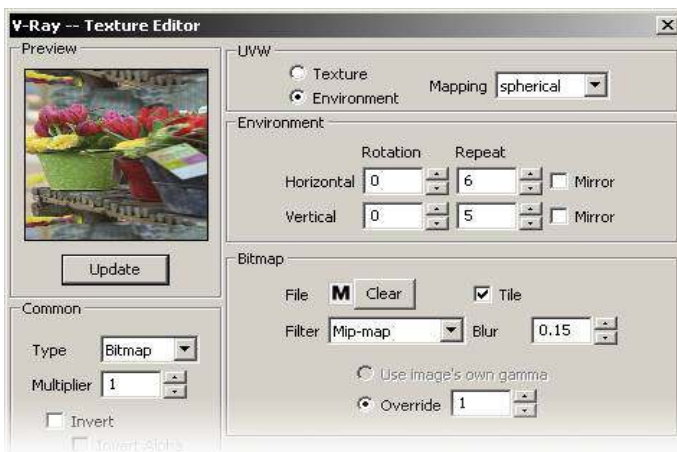 V-Ray -- Texture Editor
Preview
Update
Common
Type Bitmap
Multiplier 1
Invert
Invert Alpha
UVW
Texture
Environment
Mapping spherical
Environment
Rotation Repeat
Horizontal 0 6 Mirror
Vertical 0 5 Mirror
Bitmap
File M Clear Tile
Filter Mip-map Blur 0.15
Use image's own gamma
Override 1